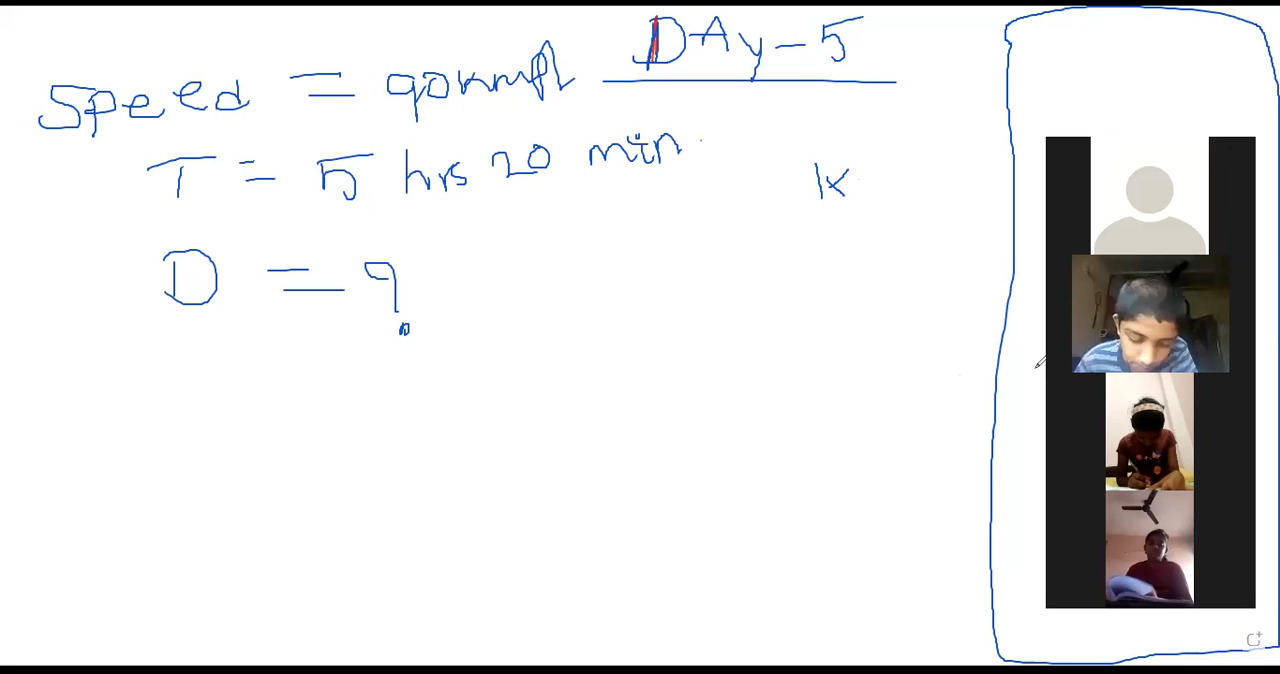 DAy - 5
Speed = 90kmph
T = 5 hrs 20 min
K
D = ?